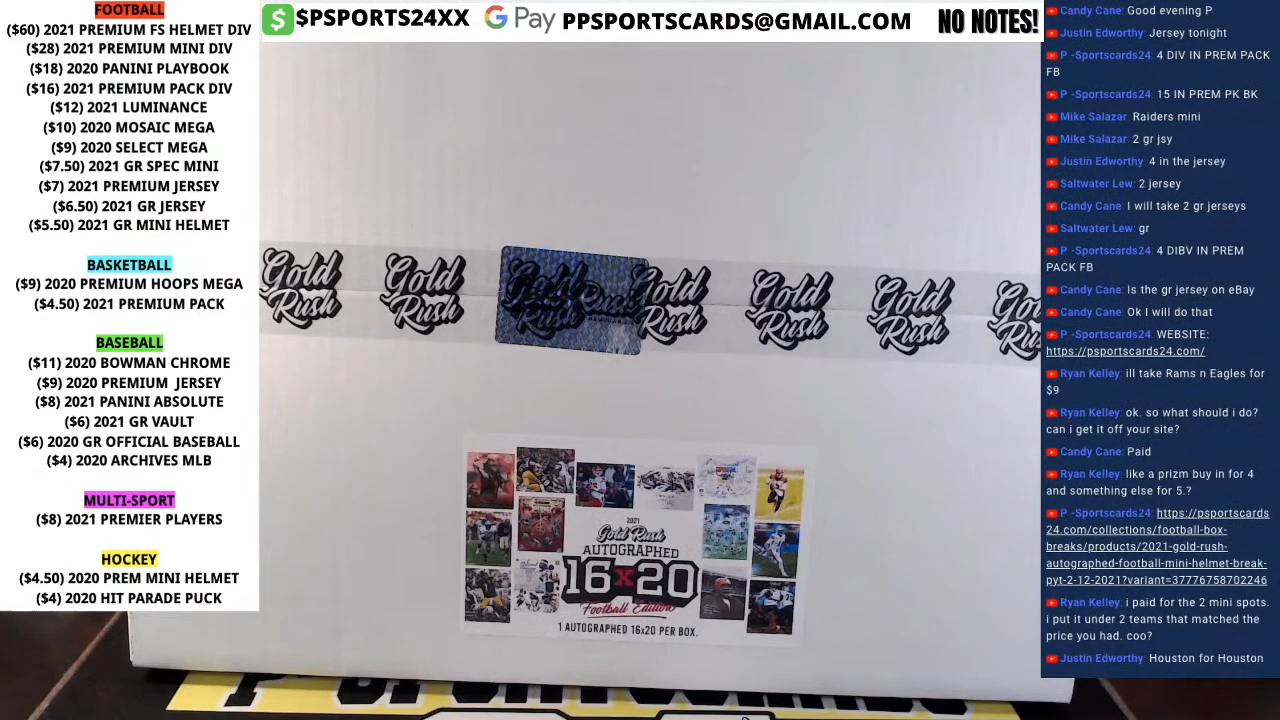 FOOTBALL
($60) 2021 PREMIUM FS HELMET DIV
($28) 2021 PREMIUM MINI DIV
($18) 2020 PANINI PLAYBOOK
($16) 2021 PREMIUM PACK DIV
($12) 2021 LUMINANCE
($10) 2020 MOSAIC MEGA
($9) 2020 SELECT MEGA
($7.50) 2021 GR SPEC MINI
($7) 2021 PREMIUM JERSEY
($6.50) 2021 GR JERSEY
($5.50) 2021 GR MINI HELMET
BASKETBALL
($9) 2020 PREMIUM HOOPS MEGA
($4.50) 2021 PREMIUM PACK
BASEBALL
($11) 2020 BOWMAN CHROME
($9) 2020 PREMIUM JERSEY
($8) 2021 PANINI ABSOLUTE
($6) 2021 GR VAULT
($6) 2020 GR OFFICIAL BASEBALL
($4) 2020 ARCHIVES MLB
MULTI-SPORT
($8) 2021 PREMIER PLAYERS
HOCKEY
($4.50) 2020 PREM MINI HELMET
($4) 2020 HIT PARADE PUCK
$PSPORTS24XX G Pay PPSPORTSCARDS@GMAIL.COM NO NOTES!
Gold Rush Gold Rush Gold Rush Gold Rush Gold Rush Gold Rush Gold Ru
2021
Gold Rush
AUTOGRAPHED
16x20
Football Edition
1 AUTOGRAPHED 16x20 PER BOX.
Candy Cane: Good evening P
Justin Edworthy: Jersey tonight
P -Sportscards24: 4 DIV IN PREM PACK
FB
P -Sportscards24: 15 IN PREM PK BK
Mike Salazar: Raiders mini
Mike Salazar: 2 gr jsy
Justin Edworthy: 4 in the jersey
Saltwater Lew: 2 jersey
Candy Cane: I will take 2 gr jerseys
Saltwater Lew: gr
P -Sportscards24: 4 DIBV IN PREM
PACK FB
Candy Cane: Is the gr jersey on eBay
Candy Cane: Ok I will do that
P -Sportscards24: WEBSITE:
https://psportscards24.com/
Ryan Kelley: ill take Rams n Eagles for
$9
Ryan Kelley: ok. so what should i do?
can i get it off your site?
Candy Cane: Paid
Ryan Kelley: like a prizm buy in for 4
and something else for 5.?
P -Sportscards24: https://psportscards
24.com/collections/football-box-
breaks/products/2021-gold-rush-
autographed-football-mini-helmet-break-
pyt-2-12-2021?variant=37776758702246
Ryan Kelley: i paid for the 2 mini spots.
i put it under 2 teams that matched the
price you had. coo?
Justin Edworthy: Houston for Houston